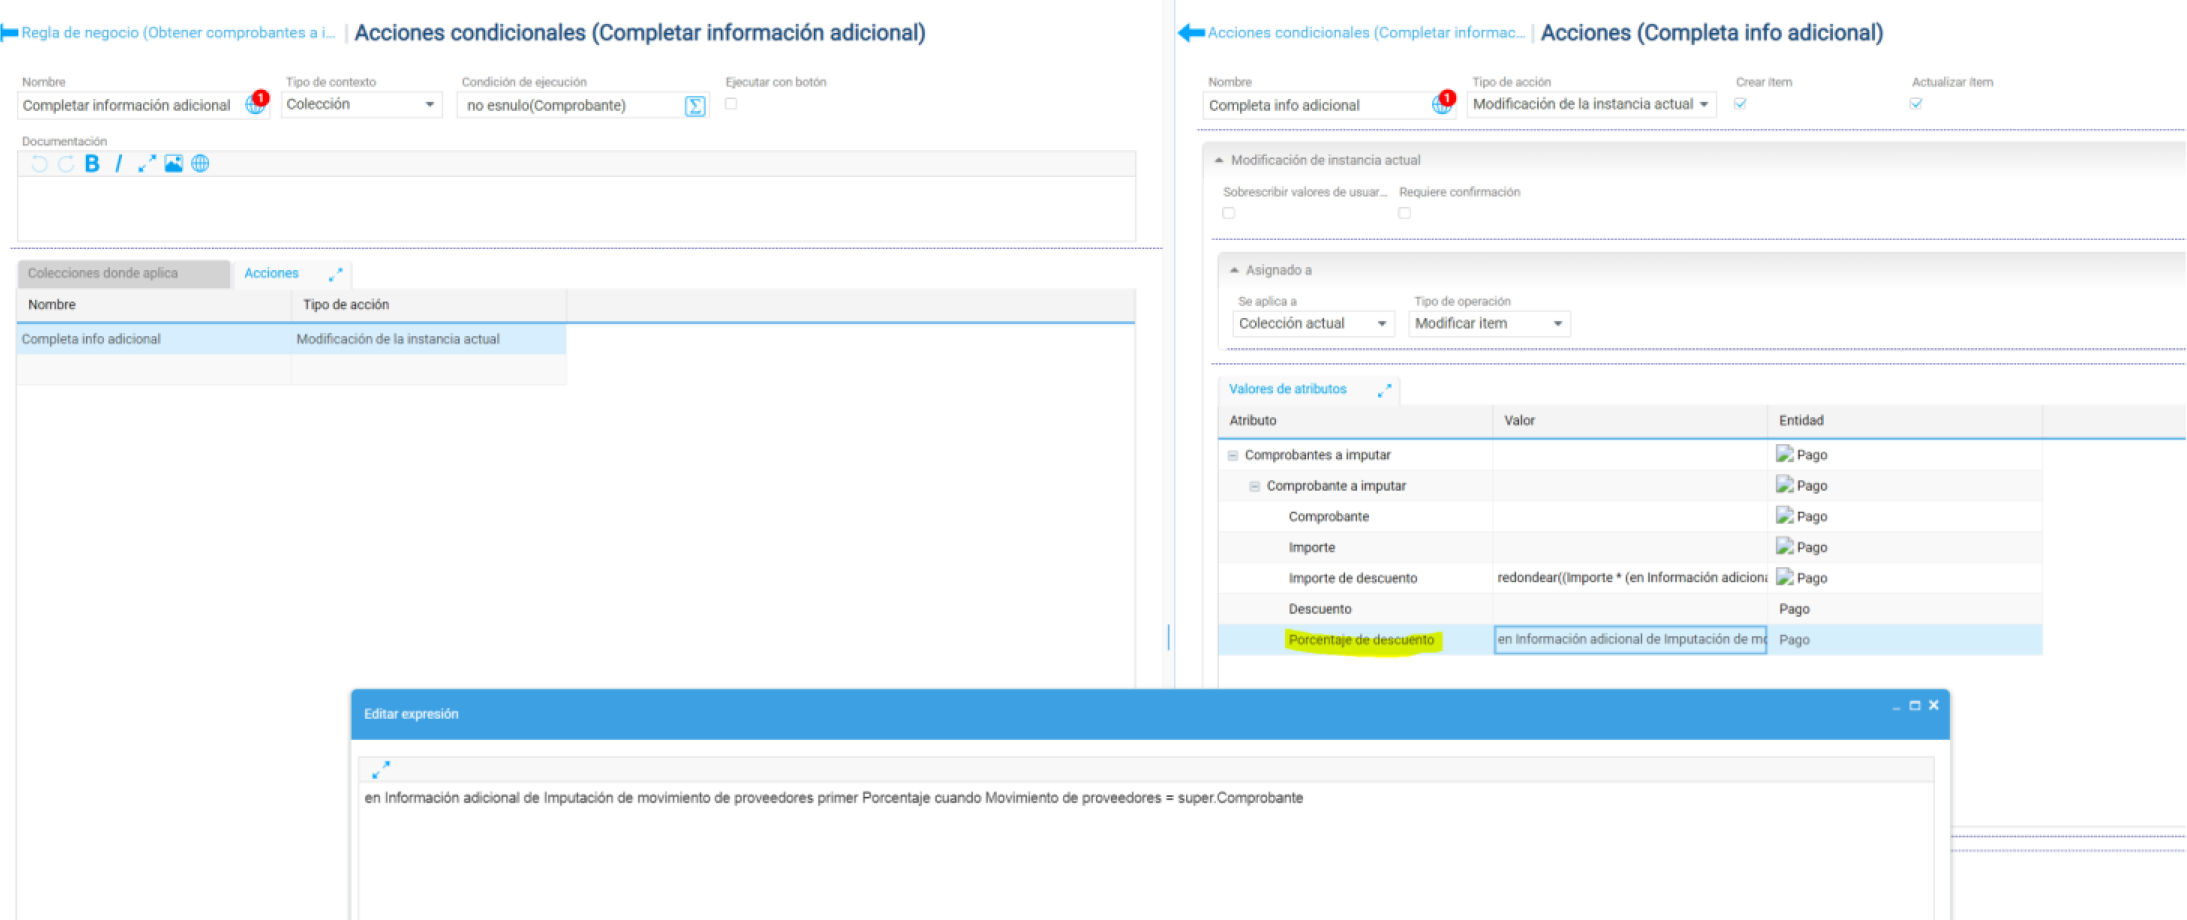 Regla de negocio (Obtener comprobantes a i... | Acciones condicionales (Completar información adicional)
Nombre
Tipo de contexto
Condición de ejecución
Ejecutar con botón
Completar información adicional
1
Colección
no esnulo(Comprobante)
Documentación
B I
Colecciones donde aplica
Acciones
Nombre
Tipo de acción
Completa info adicional
Modificación de la instancia actual
Acciones condicionales (Completar informac... | Acciones (Completa info adicional)
Nombre
Tipo de acción
Crear ítem
Actualizar ítem
Completa info adicional
1
Modificación de la instancia actual
Modificación de instancia actual
Sobrescribir valores de usuar...
Requiere confirmación
Asignado a
Se aplica a
Tipo de operación
Colección actual
Modificar item
Valores de atributos
Atributo
Valor
Entidad
Comprobantes a imputar
Pago
Comprobante a imputar
Pago
Comprobante
Pago
Importe
Pago
Importe de descuento
redondear((Importe * (en Información adiciona
Pago
Descuento
Pago
Porcentaje de descuento
en Información adicional de Imputación de mo
Pago
Editar expresión
en Información adicional de Imputación de movimiento de proveedores primer Porcentaje cuando Movimiento de proveedores = super.Comprobante